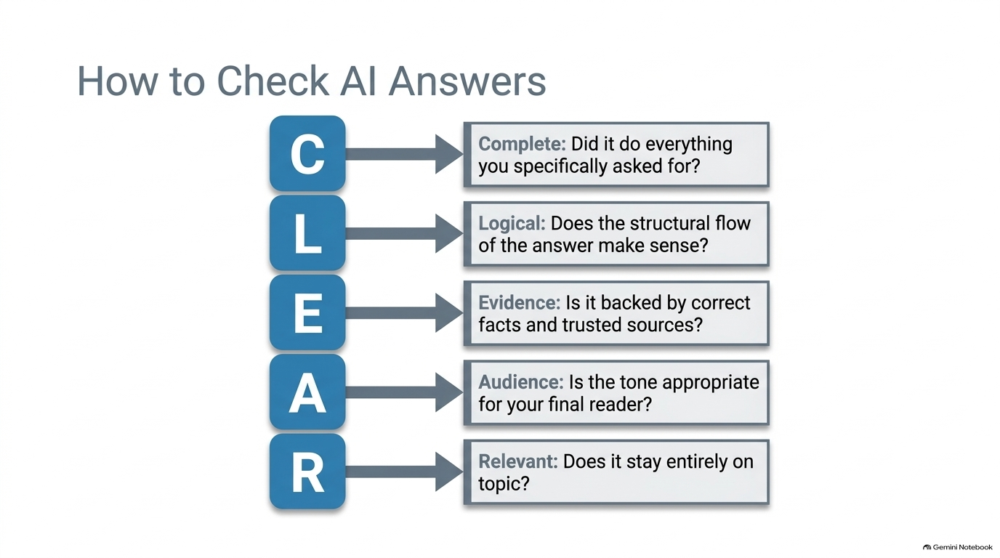 How to Check AI Answers
C
Complete: Did it do everything
you specifically asked for?
L
Logical: Does the structural flow
of the answer make sense?
E
Evidence: Is it backed by correct
facts and trusted sources?
A
Audience: Is the tone appropriate
for your final reader?
R
Relevant: Does it stay entirely on
topic?
Gemini Notebook